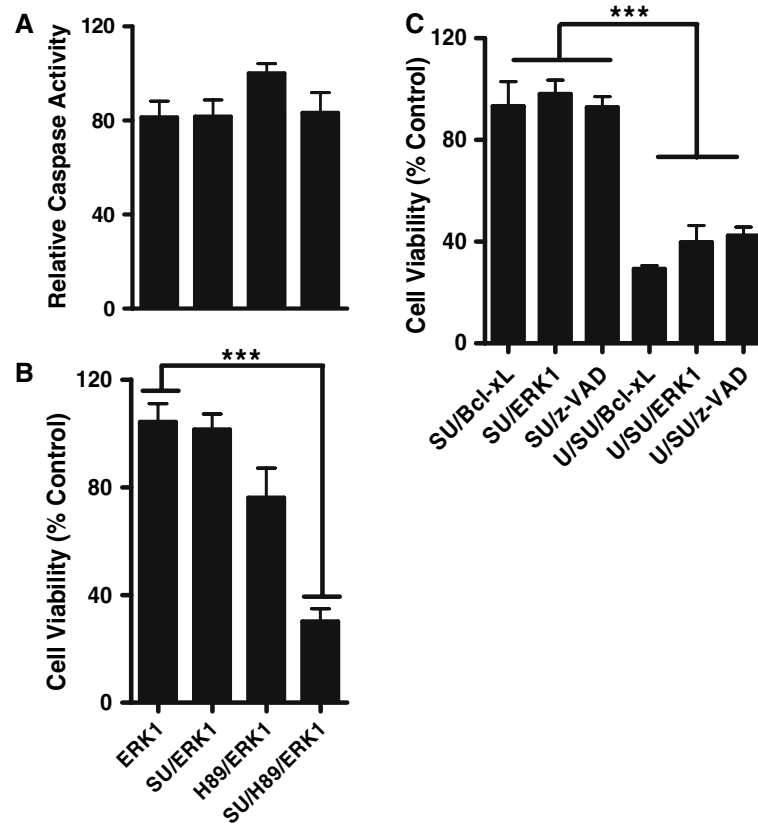 A
Relative Caspase Activity
120
80
40
0
B
Cell Viability (% Control)
120
80
40
0
***
ERK1
SU/ERK1
H89/ERK1
SU/H89/ERK1
C
Cell Viability (% Control)
120
80
40
0
***
SU/Bcl-xL
SU/ERK1
SU/z-VAD
U/SU/Bcl-xL
U/SU/ERK1
U/SU/z-VAD